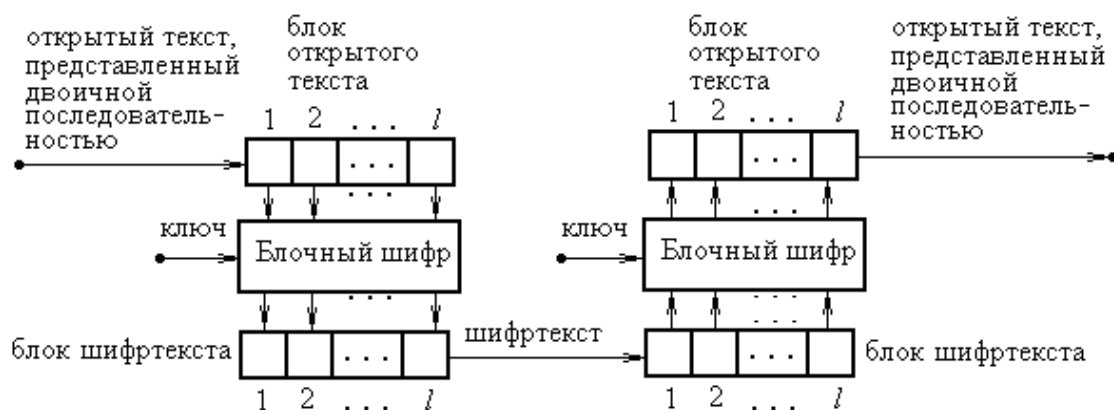 открытый текст,
представленный
двоичной
последователь-
ностью
блок
открытого
текста
1 2 . . . l
. . .
. . .
ключ
Блочный шифр
. . .
блок шифртекста
. . .
1 2 . . . l
шифртекст
блок
открытого
текста
1 2 . . . l
. . .
. . .
ключ
Блочный шифр
. . .
. . .
. . .
блок шифртекста
1 2 . . . l
открытый текст,
представленный
двоичной
последователь-
ностью